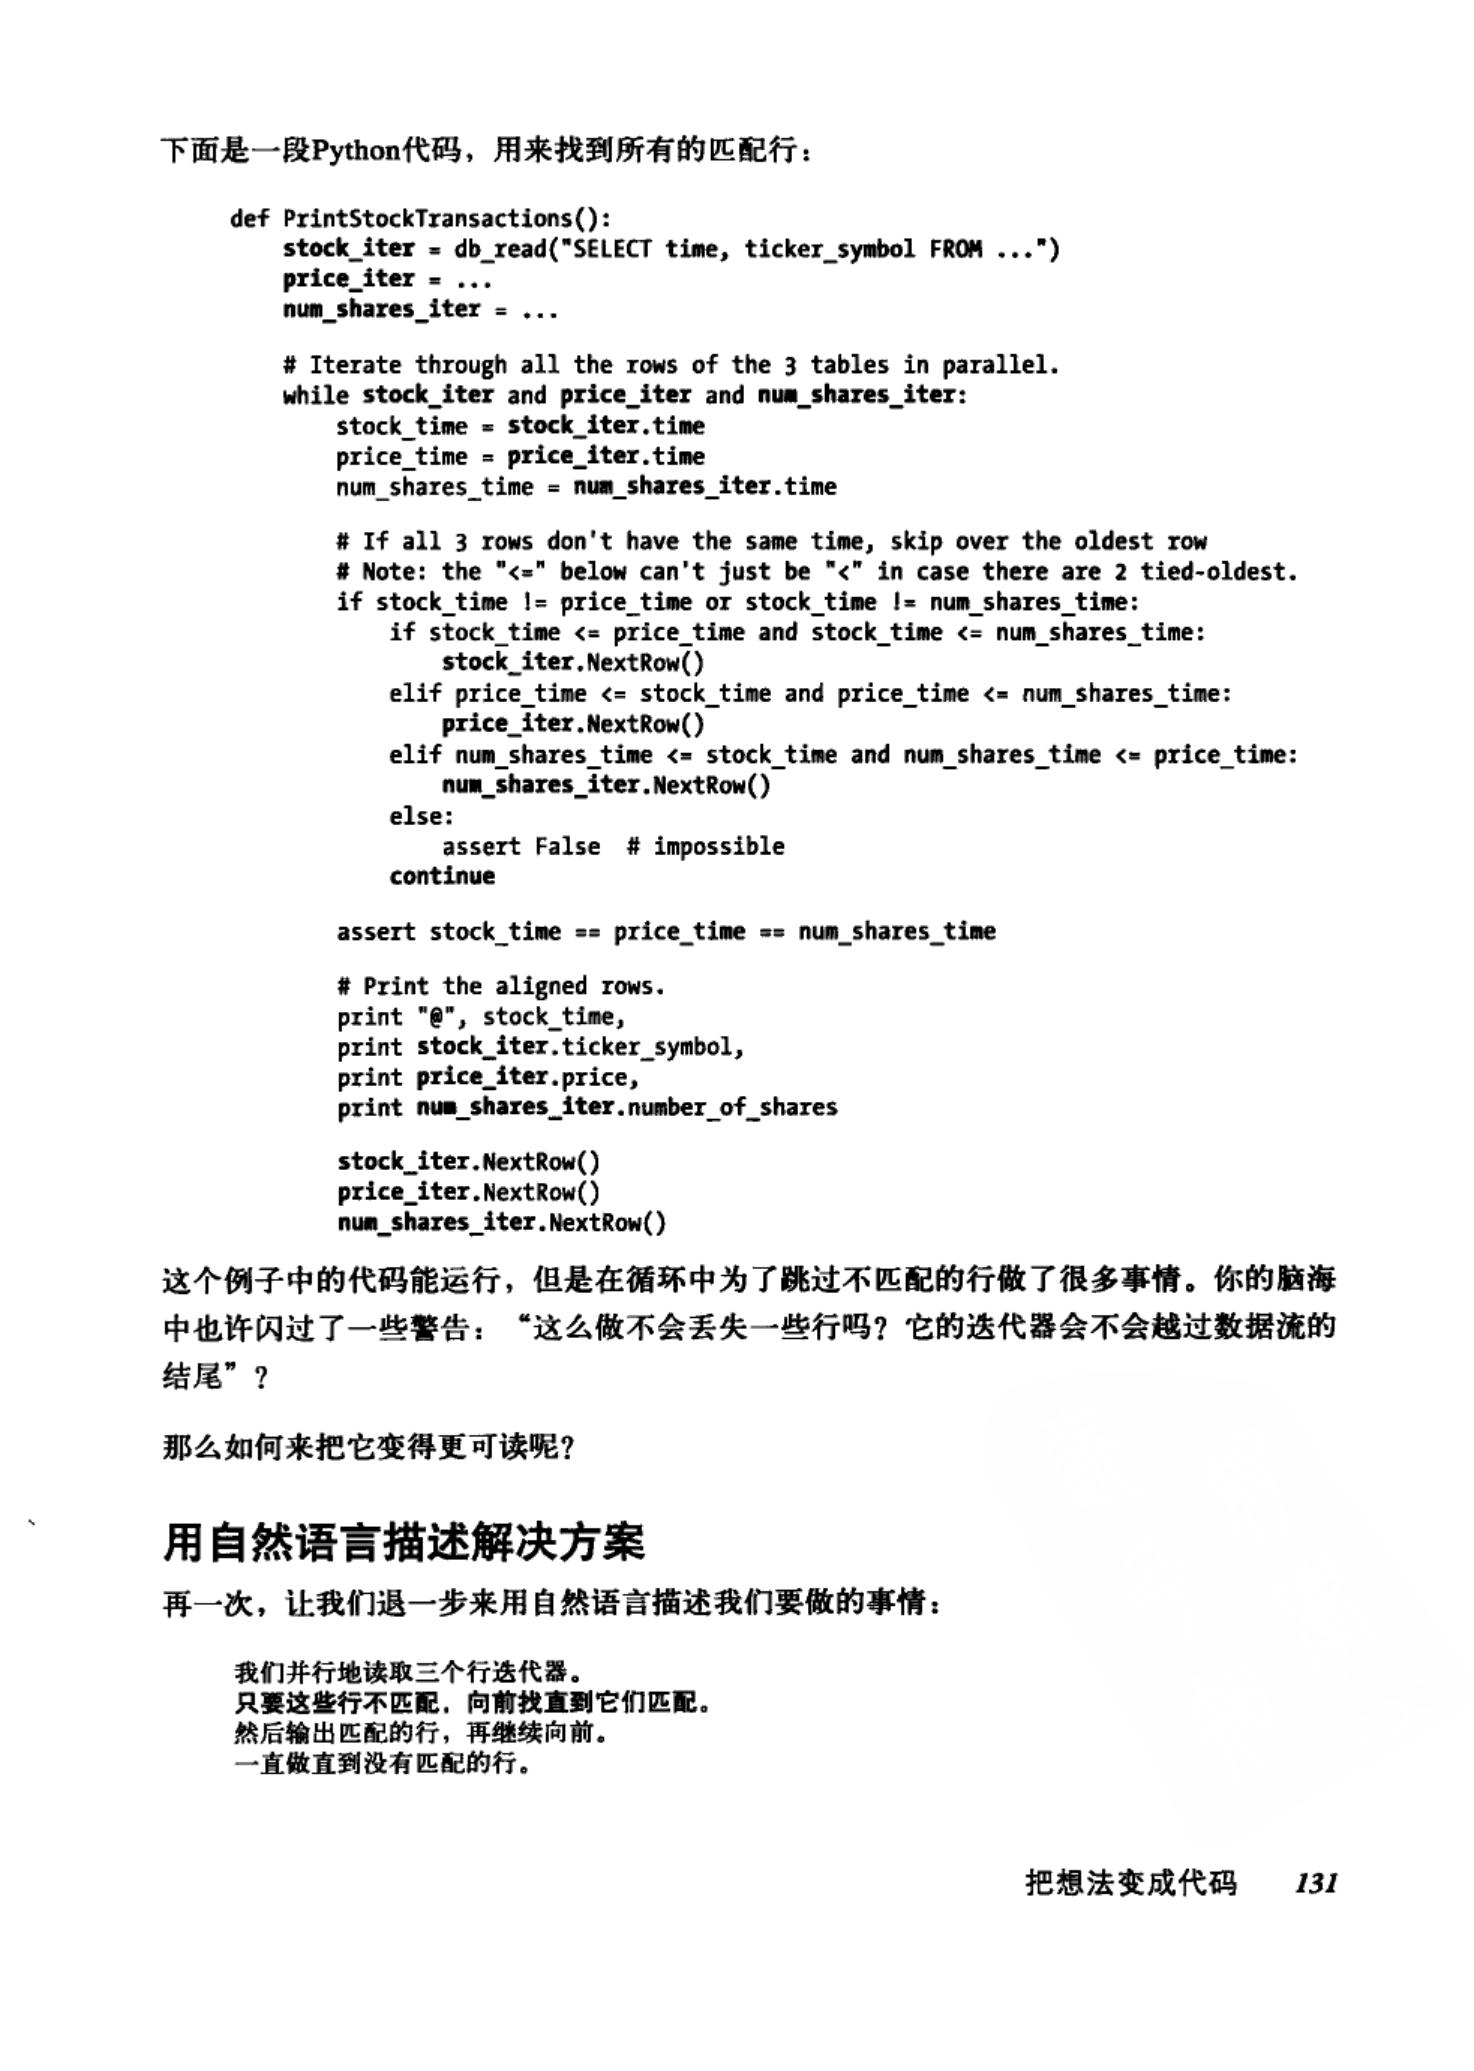 下面是一段Python代码，用来找到所有的匹配行：
def PrintStockTransactions():
    stock_iter = db_read("SELECT time, ticker_symbol FROM ...")
    price_iter = ...
    num_shares_iter = ...
    # Iterate through all the rows of the 3 tables in parallel.
    while stock_iter and price_iter and num_shares_iter:
        stock_time = stock_iter.time
        price_time = price_iter.time
        num_shares_time = num_shares_iter.time
        # If all 3 rows don't have the same time, skip over the oldest row
        # Note: the "<=" below can't just be "<" in case there are 2 tied-oldest.
        if stock_time != price_time or stock_time != num_shares_time:
            if stock_time <= price_time and stock_time <= num_shares_time:
                stock_iter.NextRow()
            elif price_time <= stock_time and price_time <= num_shares_time:
                price_iter.NextRow()
            elif num_shares_time <= stock_time and num_shares_time <= price_time:
                num_shares_iter.NextRow()
            else:
                assert False  # impossible
            continue
        assert stock_time == price_time == num_shares_time
        # Print the aligned rows.
        print "@", stock_time,
        print stock_iter.ticker_symbol,
        print price_iter.price,
        print num_shares_iter.number_of_shares
        stock_iter.NextRow()
        price_iter.NextRow()
        num_shares_iter.NextRow()
这个例子中的代码能运行，但是在循环中为了跳过不匹配的行做了很多事情。你的脑海
中也许闪过了一些警告：“这么做不会丢失一些行吗？它的迭代器会不会越过数据流的
结尾”？
那么如何来把它变得更可读呢？
用自然语言描述解决方案
再一次，让我们退一步来用自然语言描述我们要做的事情：
我们并行地读取三个行迭代器。
只要这些行不匹配，向前找直到它们匹配。
然后输出匹配的行，再继续向前。
一直做直到没有匹配的行。
把想法变成代码 131